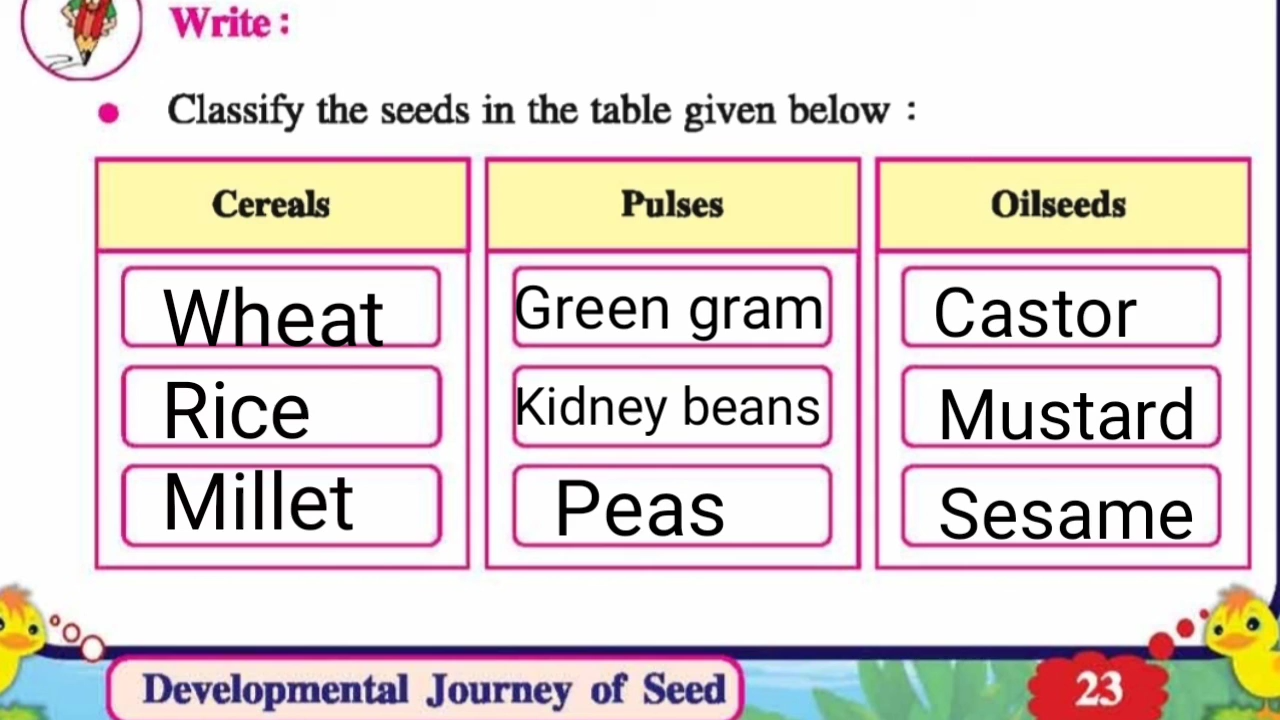 Write :
• Classify the seeds in the table given below :
Cereals Pulses Oilseeds
Wheat Green gram Castor
Rice Kidney beans Mustard
Millet Peas Sesame
Developmental Journey of Seed 23